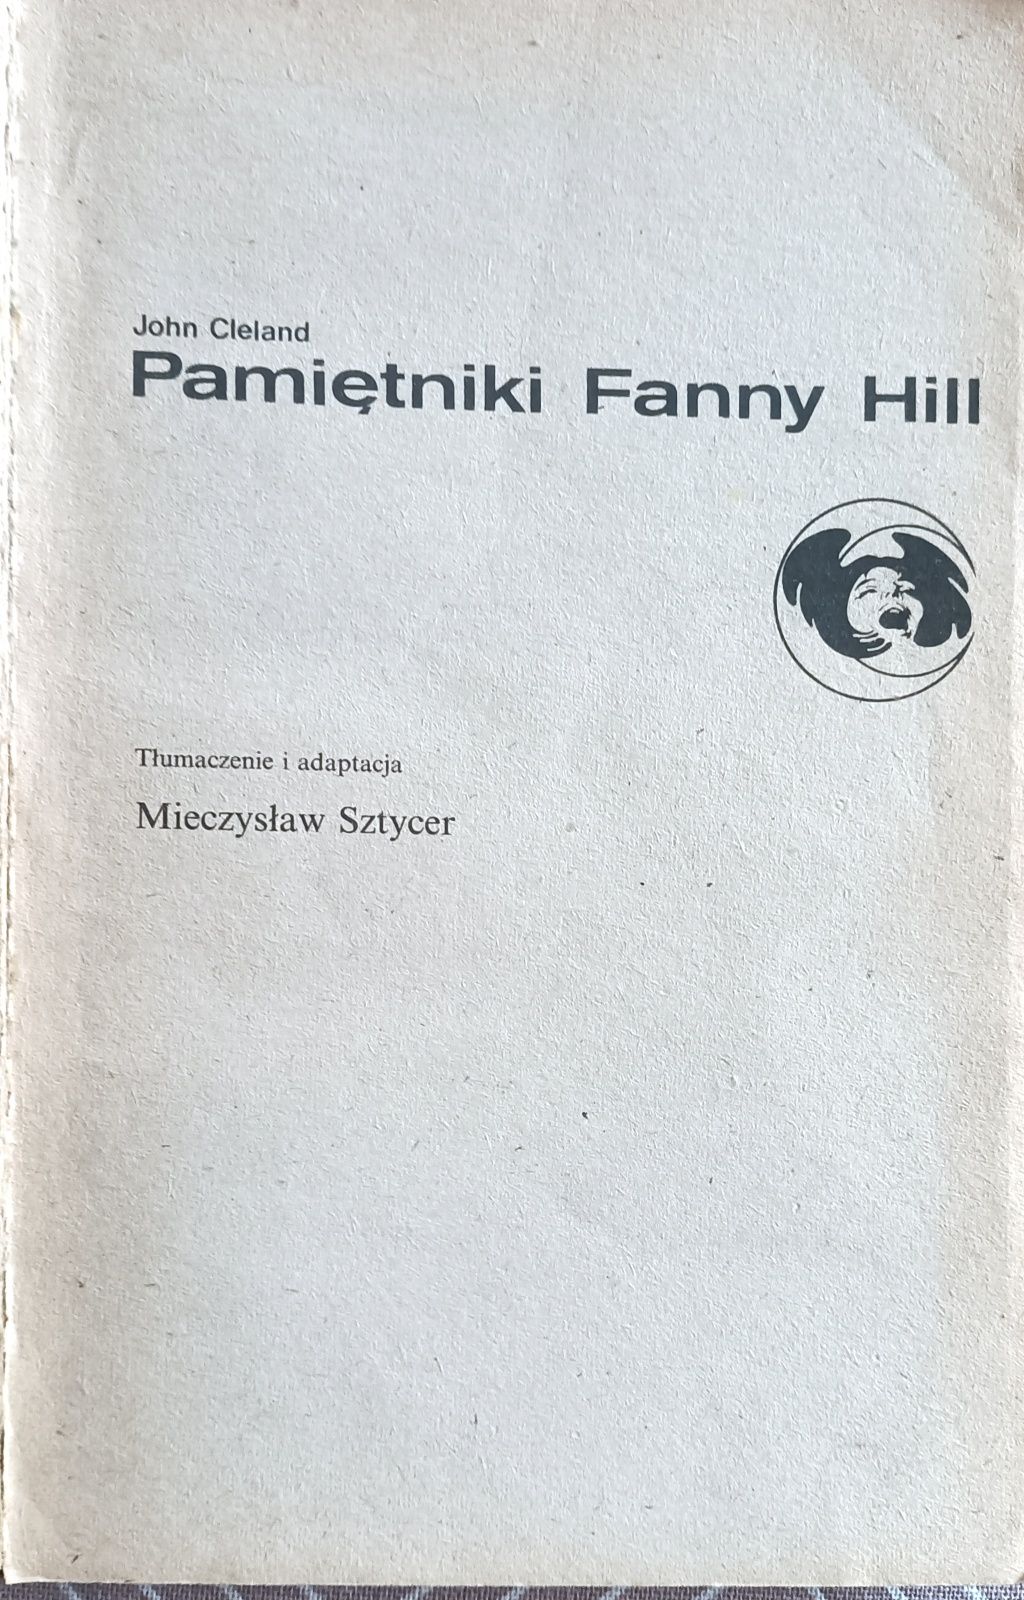 John Cleland
Pamiętniki Fanny Hill
Tłumaczenie i adaptacja
Mieczysław Sztycer